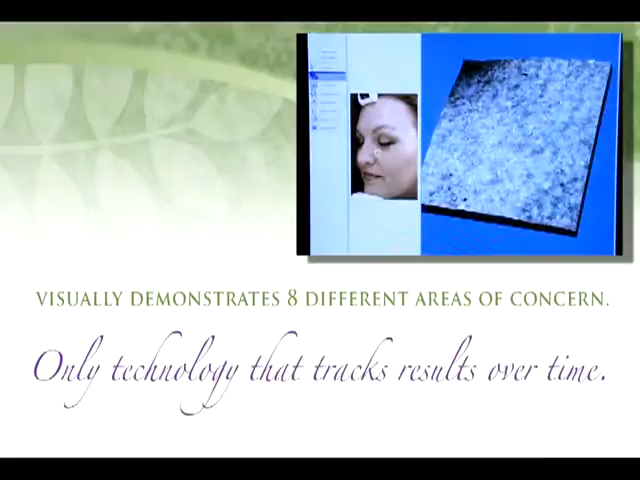 VISUALLY DEMONSTRATES 8 DIFFERENT AREAS OF CONCERN.
Only technology that tracks results over time.